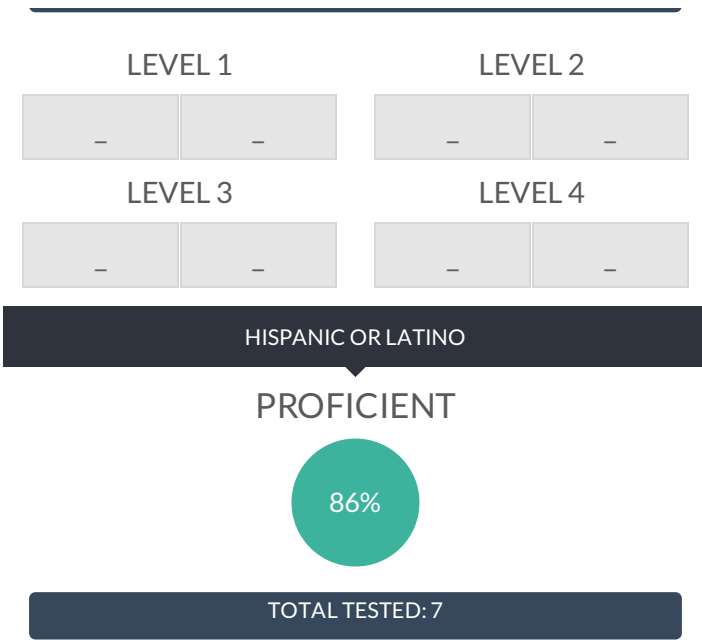 LEVEL 1 LEVEL 2
– – – –
LEVEL 3 LEVEL 4
– – – –
HISPANIC OR LATINO
PROFICIENT
86%
TOTAL TESTED: 7